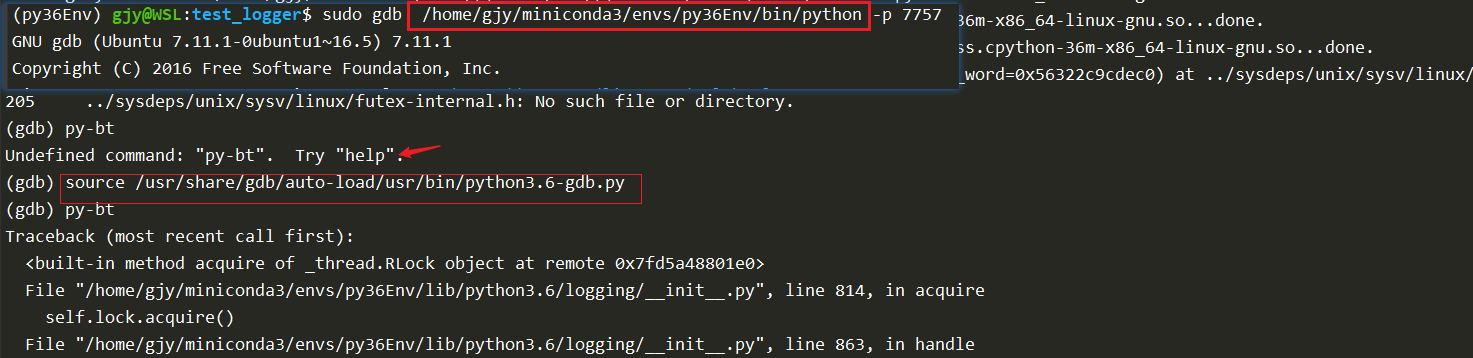 (py36Env) gjy@WSL:test_logger$ sudo gdb /home/gjy/miniconda3/envs/py36Env/bin/python -p 7757
36m-x86_64-linux-gnu.so...done.
GNU gdb (Ubuntu 7.11.1-0ubuntu1~16.5) 7.11.1
ss.cpython-36m-x86_64-linux-gnu.so...done.
Copyright (C) 2016 Free Software Foundation, Inc.
_word=0x56322c9cdec0) at ../sysdeps/unix/sysv/linux/
205 ../sysdeps/unix/sysv/linux/futex-internal.h: No such file or directory.
(gdb) py-bt
Undefined command: "py-bt".  Try "help".
(gdb) source /usr/share/gdb/auto-load/usr/bin/python3.6-gdb.py
(gdb) py-bt
Traceback (most recent call first):
<built-in method acquire of _thread.RLock object at remote 0x7fd5a48801e0>
File "/home/gjy/miniconda3/envs/py36Env/lib/python3.6/logging/__init__.py", line 814, in acquire
self.lock.acquire()
File "/home/gjy/miniconda3/envs/py36Env/lib/python3.6/logging/__init__.py", line 863, in handle